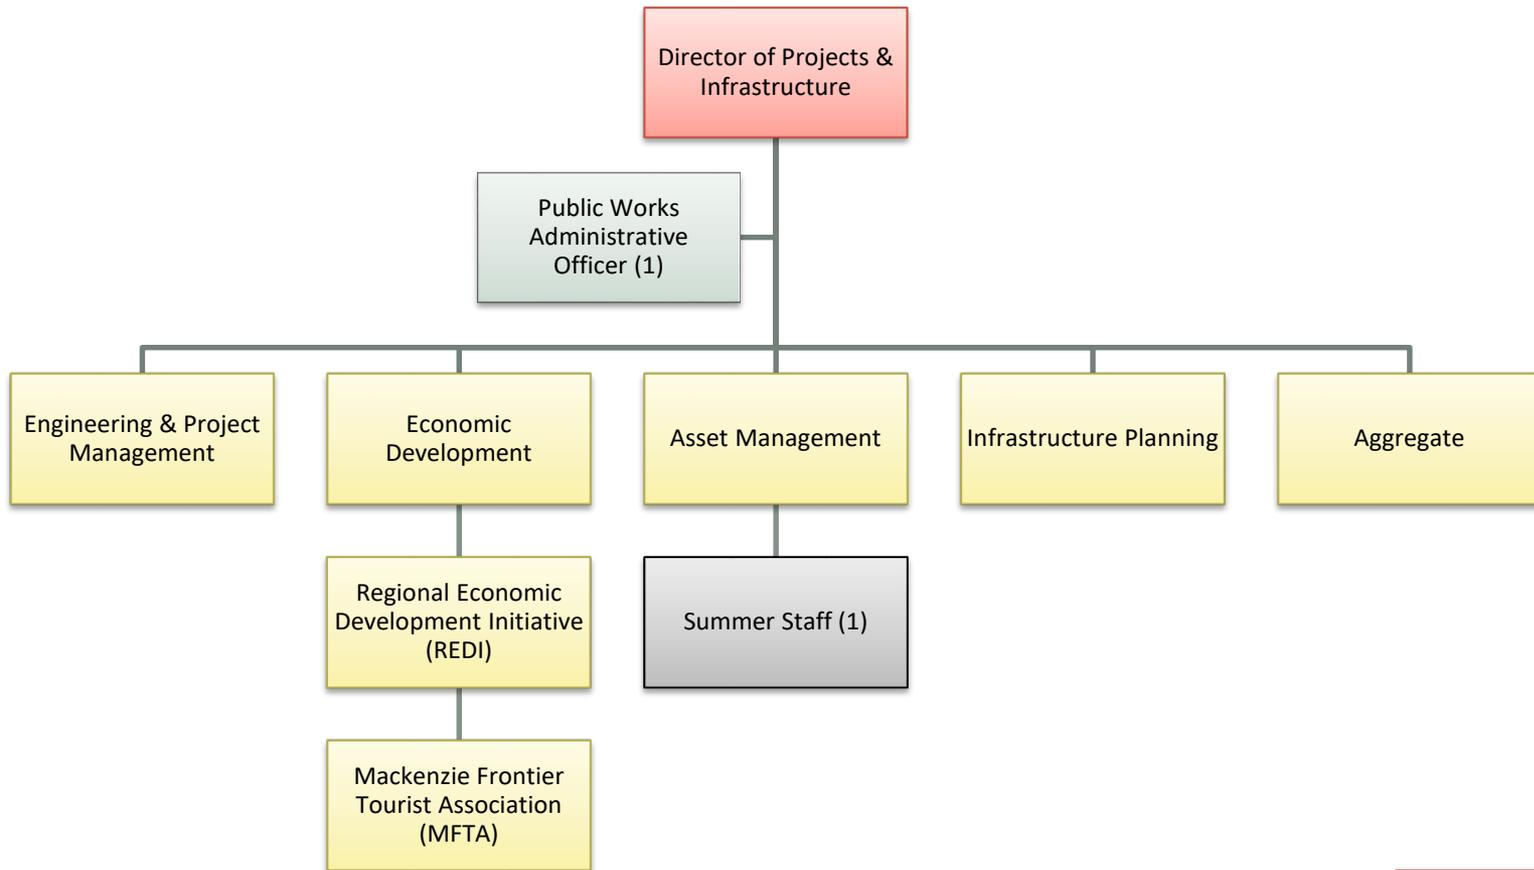 Director of Projects &
Infrastructure
Public Works
Administrative
Officer (1)
Engineering & Project
Management
Economic
Development
Asset Management
Infrastructure Planning
Aggregate
Regional Economic
Development Initiative
(REDI)
Summer Staff (1)
Mackenzie Frontier
Tourist Association
(MFTA)